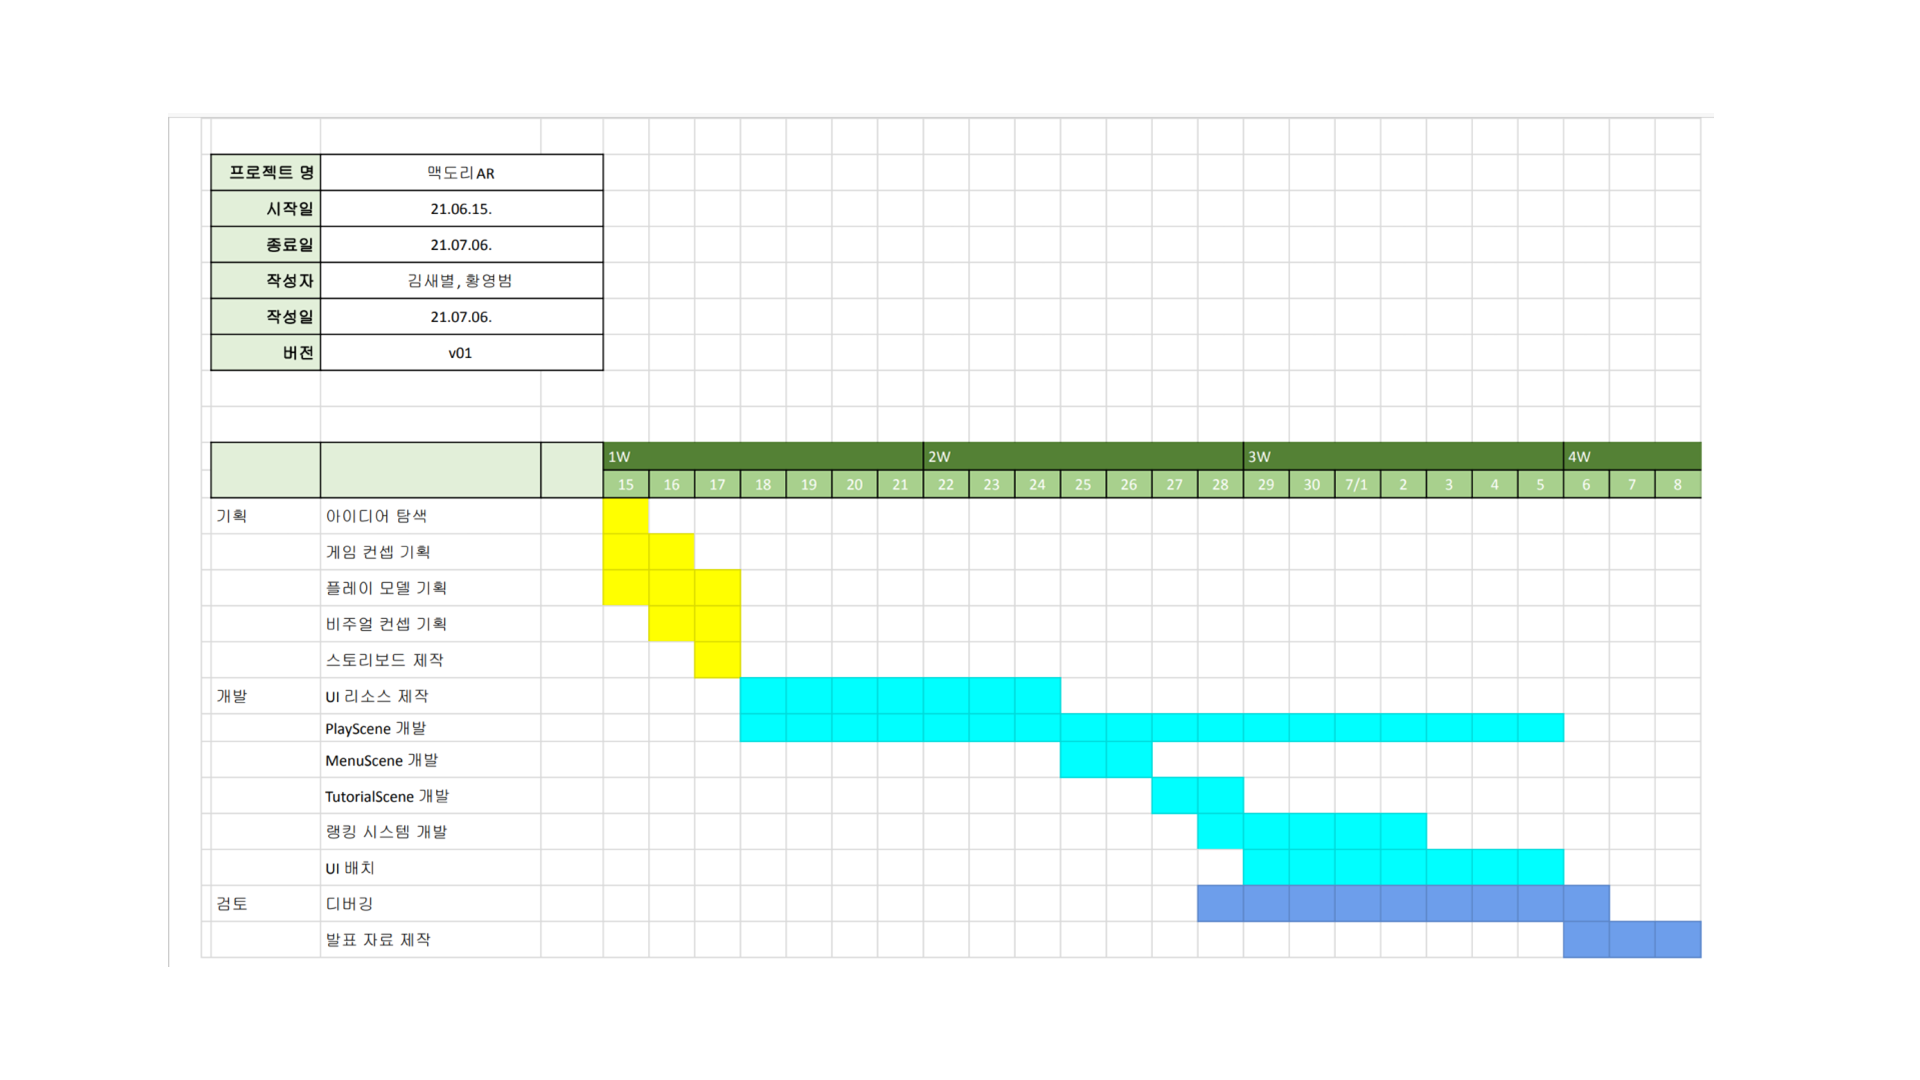 프로젝트 명 맥도리AR
시작일 21.06.15.
종료일 21.07.06.
작성자 김새별, 황영범
작성일 21.07.06.
버전 v01
1W 2W 3W 4W
15 16 17 18 19 20 21 22 23 24 25 26 27 28 29 30 7/1 2 3 4 5 6 7 8
기획 아이디어 탐색
게임 컨셉 기획
플레이 모델 기획
비주얼 컨셉 기획
스토리보드 제작
개발 UI 리소스 제작
PlayScene 개발
MenuScene 개발
TutorialScene 개발
랭킹 시스템 개발
UI 배치
검토 디버깅
발표 자료 제작